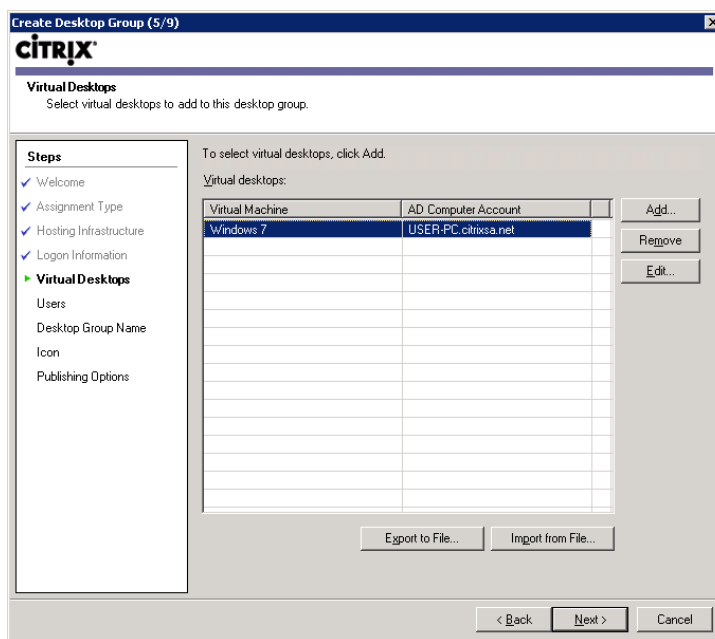 Create Desktop Group (5/9)
CİTRIX
Virtual Desktops
Select virtual desktops to add to this desktop group.
Steps
Welcome
Assignment Type
Hosting Infrastructure
Logon Information
Virtual Desktops
Users
Desktop Group Name
Icon
Publishing Options
To select virtual desktops, click Add.
Virtual desktops:
Virtual Machine AD Computer Account
Windows 7 USER-PC.citrixsa.net
Add...
Remove
Edit...
Export to File... Import from File...
< Back Next > Cancel